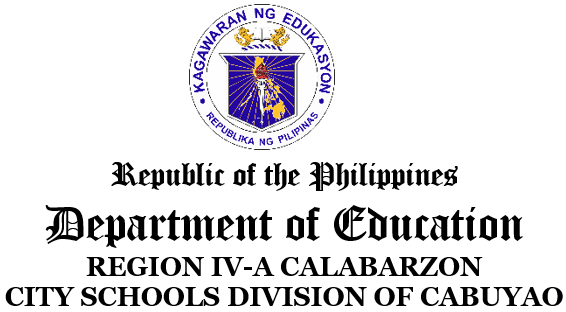 KAGAWARAN NG EDUKASYON
REPUBLIKA NG PILIPINAS
Republic of the Philippines
Department of Education
REGION IV-A CALABARZON
CITY SCHOOLS DIVISION OF CABUYAO